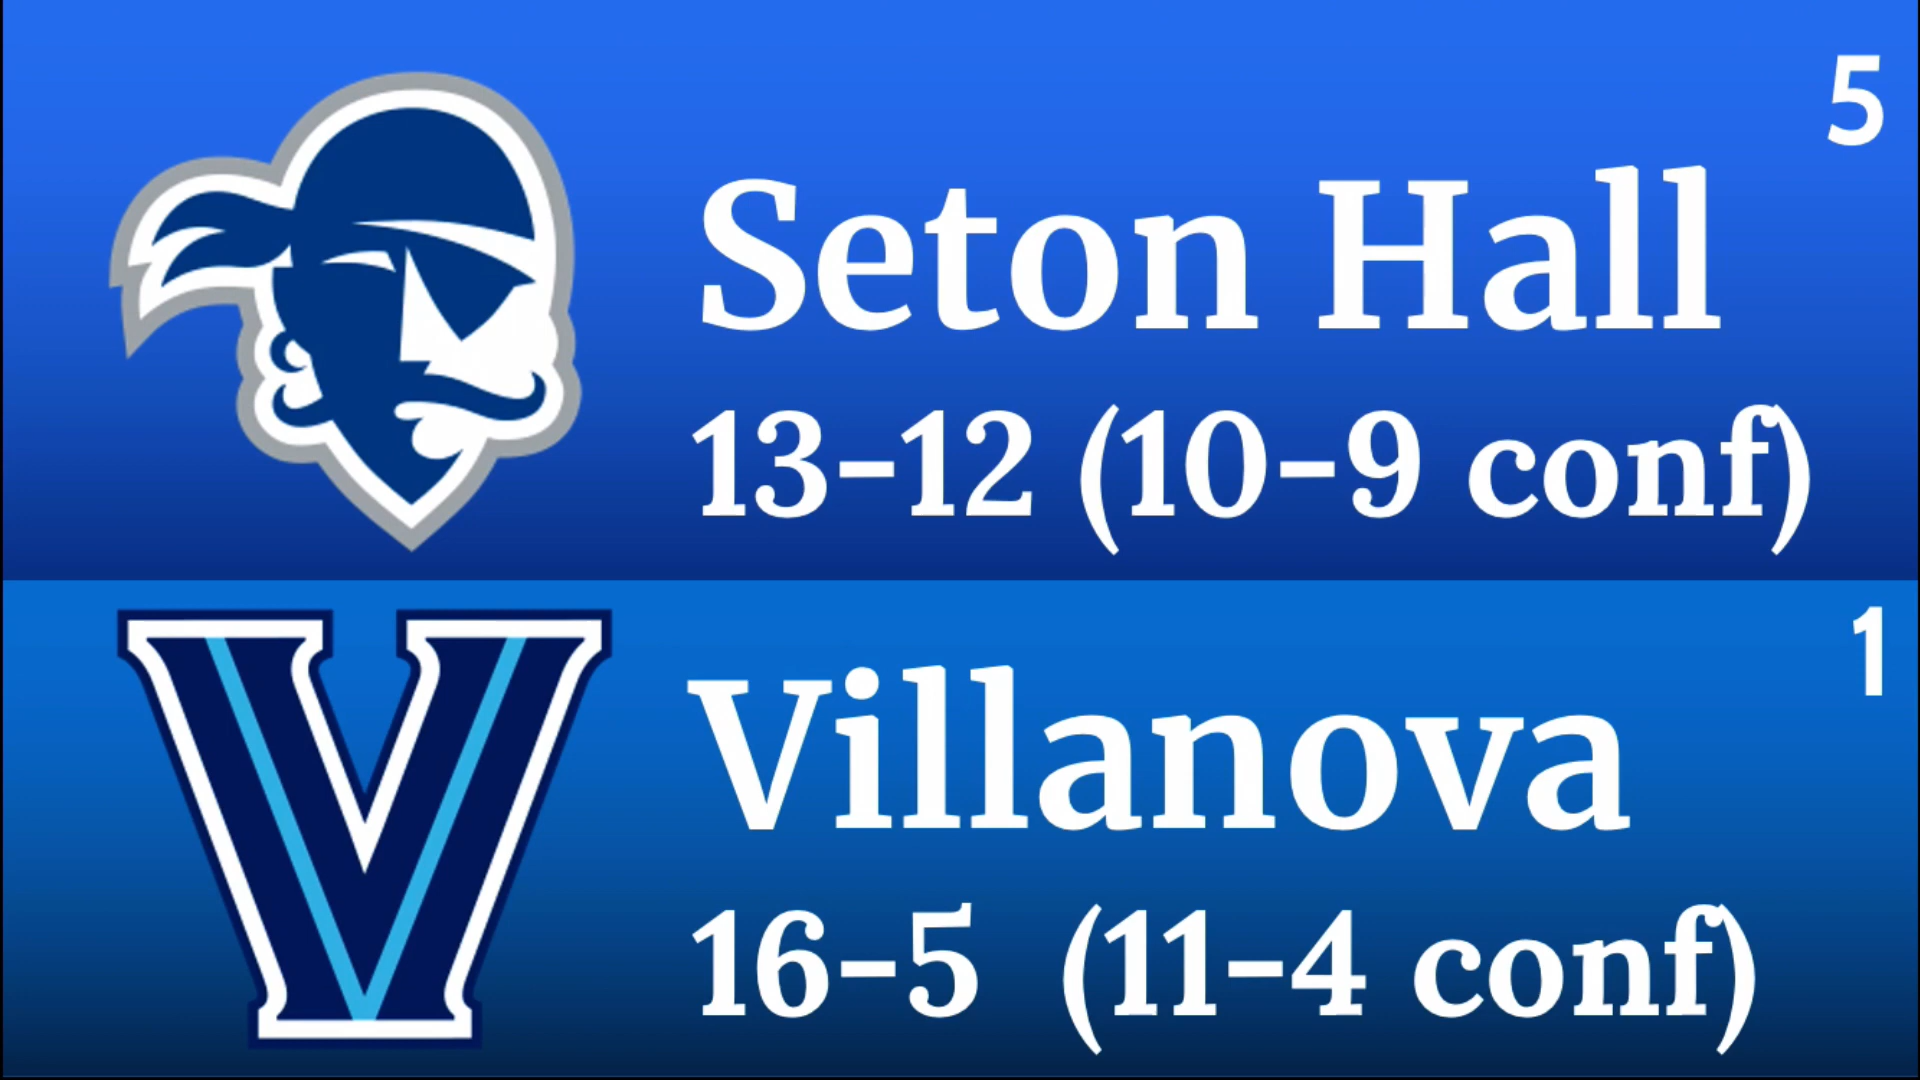 5
Seton Hall
13-12 (10-9 conf)
1
V
Villanova
16-5 (11-4 conf)